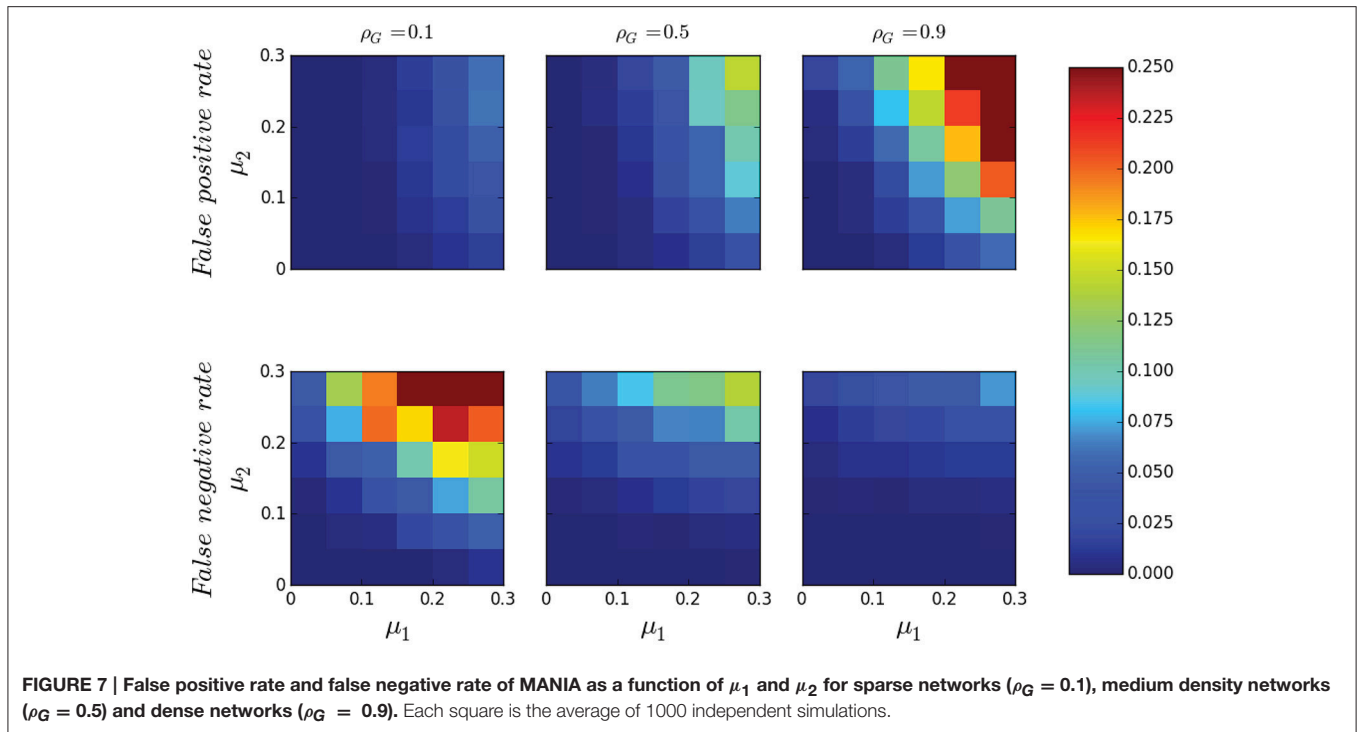 ρG = 0.1
ρG = 0.5
ρG = 0.9
False positive rate
μ2
0.3
0.2
0.1
0
0.250
0.225
0.200
0.175
0.150
0.125
0.100
0.075
0.050
0.025
0.000
False negative rate
μ2
0.3
0.2
0.1
0
0 0.1 0.2 0.3
0 0.1 0.2 0.3
0 0.1 0.2 0.3
μ1
μ1
μ1
FIGURE 7 | False positive rate and false negative rate of MANIA as a function of μ1 and μ2 for sparse networks (ρG = 0.1), medium density networks
(ρG = 0.5) and dense networks (ρG = 0.9). Each square is the average of 1000 independent simulations.